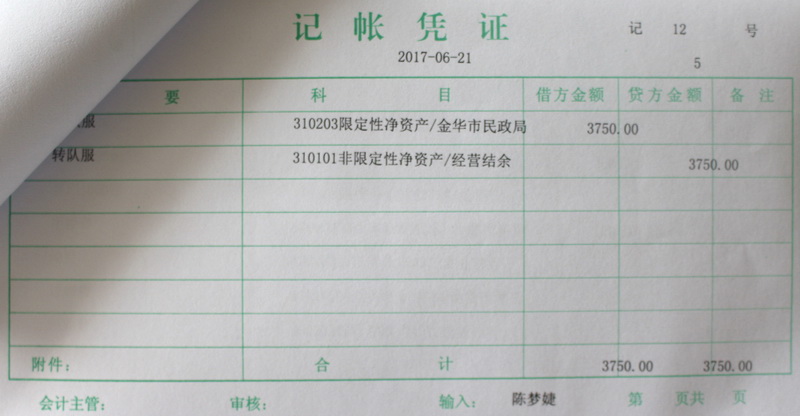 记帐凭证
记 12 号
2017-06-21
5
要 科目 借方金额 贷方金额 备注
队服 310203限定性净资产/金华市民政局 3750.00
转队服 310101非限定性净资产/经营结余 3750.00
附件: 合计 3750.00 3750.00
会计主管: 审核: 输入: 陈梦婕 第 页共 页